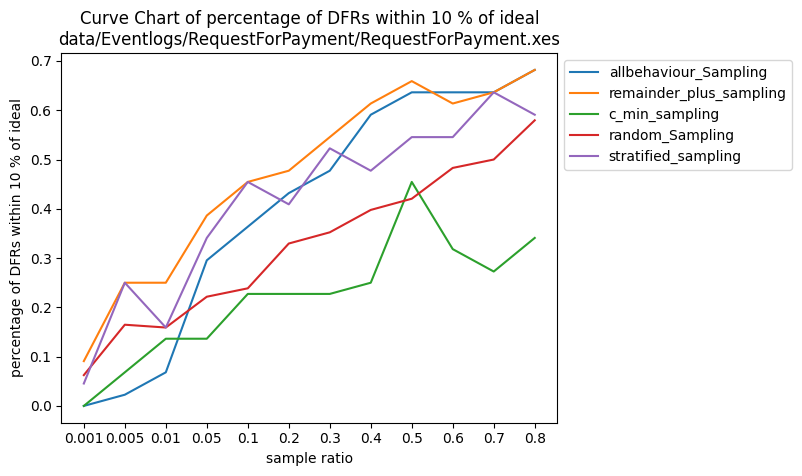 Curve Chart of percentage of DFRs within 10 % of ideal
data/Eventlogs/RequestForPayment/RequestForPayment.xes
percentage of DFRs within 10 % of ideal
0.7
0.6
0.5
0.4
0.3
0.2
0.1
0.0
0.001 0.005 0.01 0.05 0.1 0.2 0.3 0.4 0.5 0.6 0.7 0.8
sample ratio
allbehaviour_Sampling
remainder_plus_sampling
c_min_sampling
random_Sampling
stratified_sampling